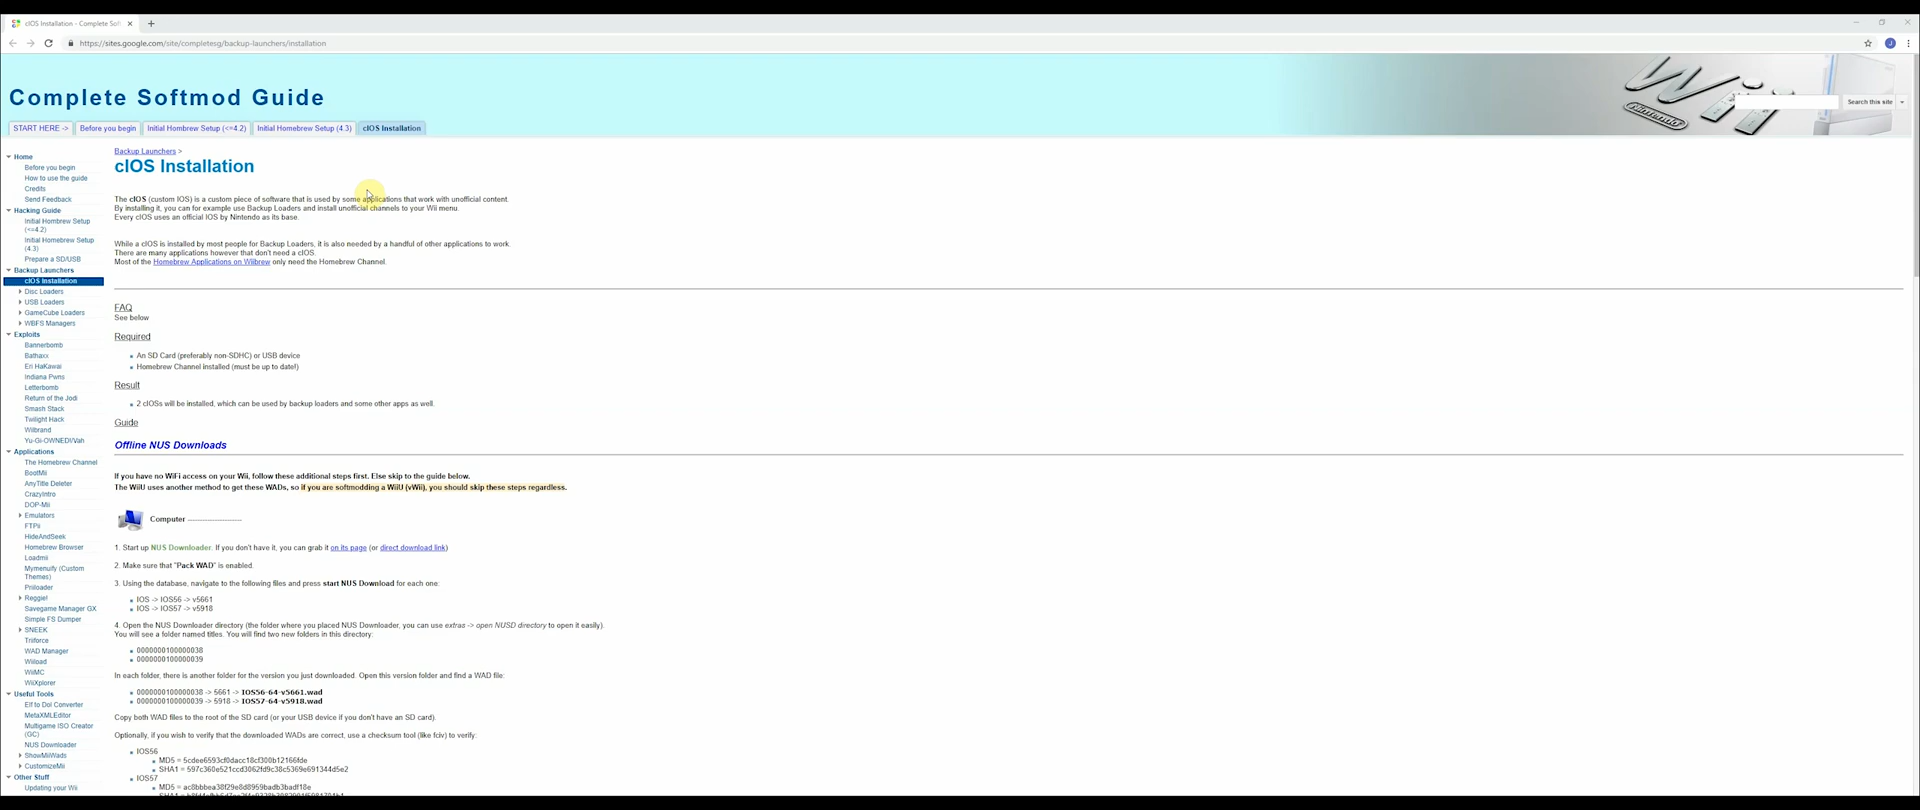 cIOS Installation - Complete Sof
https://sites.google.com/site/completesg/backup-launchers/installation
J
Complete Softmod Guide
Wii
Nintendo
Search this site
START HERE ->
Before you begin
Initial Hombrew Setup (<=4.2)
Initial Homebrew Setup (4.3)
cIOS Installation
Home
Before you begin
How to use the guide
Credits
Send Feedback
Hacking Guide
Initial Hombrew Setup
(<=4.2)
Initial Homebrew Setup
(4.3)
Prepare a SD/USB
Backup Launchers
cIOS Installation
Disc Loaders
USB Loaders
GameCube Loaders
WBFS Managers
Exploits
Bannerbomb
Bathaxx
Eri HaKawai
Indiana Pwns
Letterbomb
Return of the Jodi
Smash Stack
Twilight Hack
Wilbrand
Yu-Gi-OWNED!/Vah
Applications
The Homebrew Channel
BootMii
AnyTitle Deleter
CrazyIntro
DOP-Mii
Emulators
FTPii
HideAndSeek
Homebrew Browser
Loadmii
Mymenuify (Custom
Themes)
Priiloader
Reggie!
Savegame Manager GX
Simple FS Dumper
SNEEK
Triiforce
WAD Manager
Wiiload
WiiMC
WiiXplorer
Useful Tools
Elf to Dol Converter
MetaXMLEditor
Multigame ISO Creator
(GC)
NUS Downloader
ShowMiiWads
CustomizeMii
Other Stuff
Updating your Wii
Backup Launchers >
cIOS Installation
The cIOS (custom IOS) is a custom piece of software that is used by some applications that work with unofficial content.
By installing it, you can for example use Backup Loaders and install unofficial channels to your Wii menu.
Every cIOS uses an official IOS by Nintendo as its base.
While a cIOS is installed by most people for Backup Loaders, it is also needed by a handful of other applications to work.
There are many applications however that don't need a cIOS.
Most of the Homebrew Applications on Wiibrew only need the Homebrew Channel.
FAQ
See below
Required
An SD Card (preferably non-SDHC) or USB device
Homebrew Channel installed (must be up to date!)
Result
2 cIOSs will be installed, which can be used by backup loaders and some other apps as well.
Guide
Offline NUS Downloads
If you have no WiFi access on your Wii, follow these additional steps first. Else skip to the guide below.
The WiiU uses another method to get these WADs, so if you are softmodding a WiiU (vWii), you should skip these steps regardless.
Computer --------------------
1. Start up NUS Downloader. If you don't have it, you can grab it on its page (or direct download link)
2. Make sure that "Pack WAD" is enabled.
3. Using the database, navigate to the following files and press start NUS Download for each one:
IOS -> IOS56 -> v5661
IOS -> IOS57 -> v5918
4. Open the NUS Downloader directory (the folder where you placed NUS Downloader, you can use extras -> open NUSD directory to open it easily).
You will see a folder named titles. You will find two new folders in this directory:
0000000100000038
0000000100000039
In each folder, there is another folder for the version you just downloaded. Open this version folder and find a WAD file:
0000000100000038 -> 5661 -> IOS56-64-v5661.wad
0000000100000039 -> 5918 -> IOS57-64-v5918.wad
Copy both WAD files to the root of the SD card (or your USB device if you don't have an SD card).
Optionally, if you wish to verify that the downloaded WADs are correct, use a checksum tool (like fciv) to verify:
IOS56
MD5 = 5cdee6593cf0dacc18cf300b12166fde
SHA1 = 597c360e521ccd3062fd9c38c5369e691344d5e2
IOS57
MD5 = ac8bbbea38f29e8d8959badb3badf18e